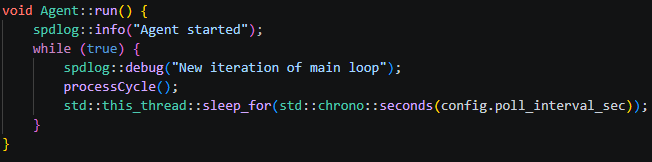 void Agent::run() {
    spdlog::info("Agent started");
    while (true) {
        spdlog::debug("New iteration of main loop");
        processCycle();
        std::this_thread::sleep_for(std::chrono::seconds(config.poll_interval_sec));
    }
}